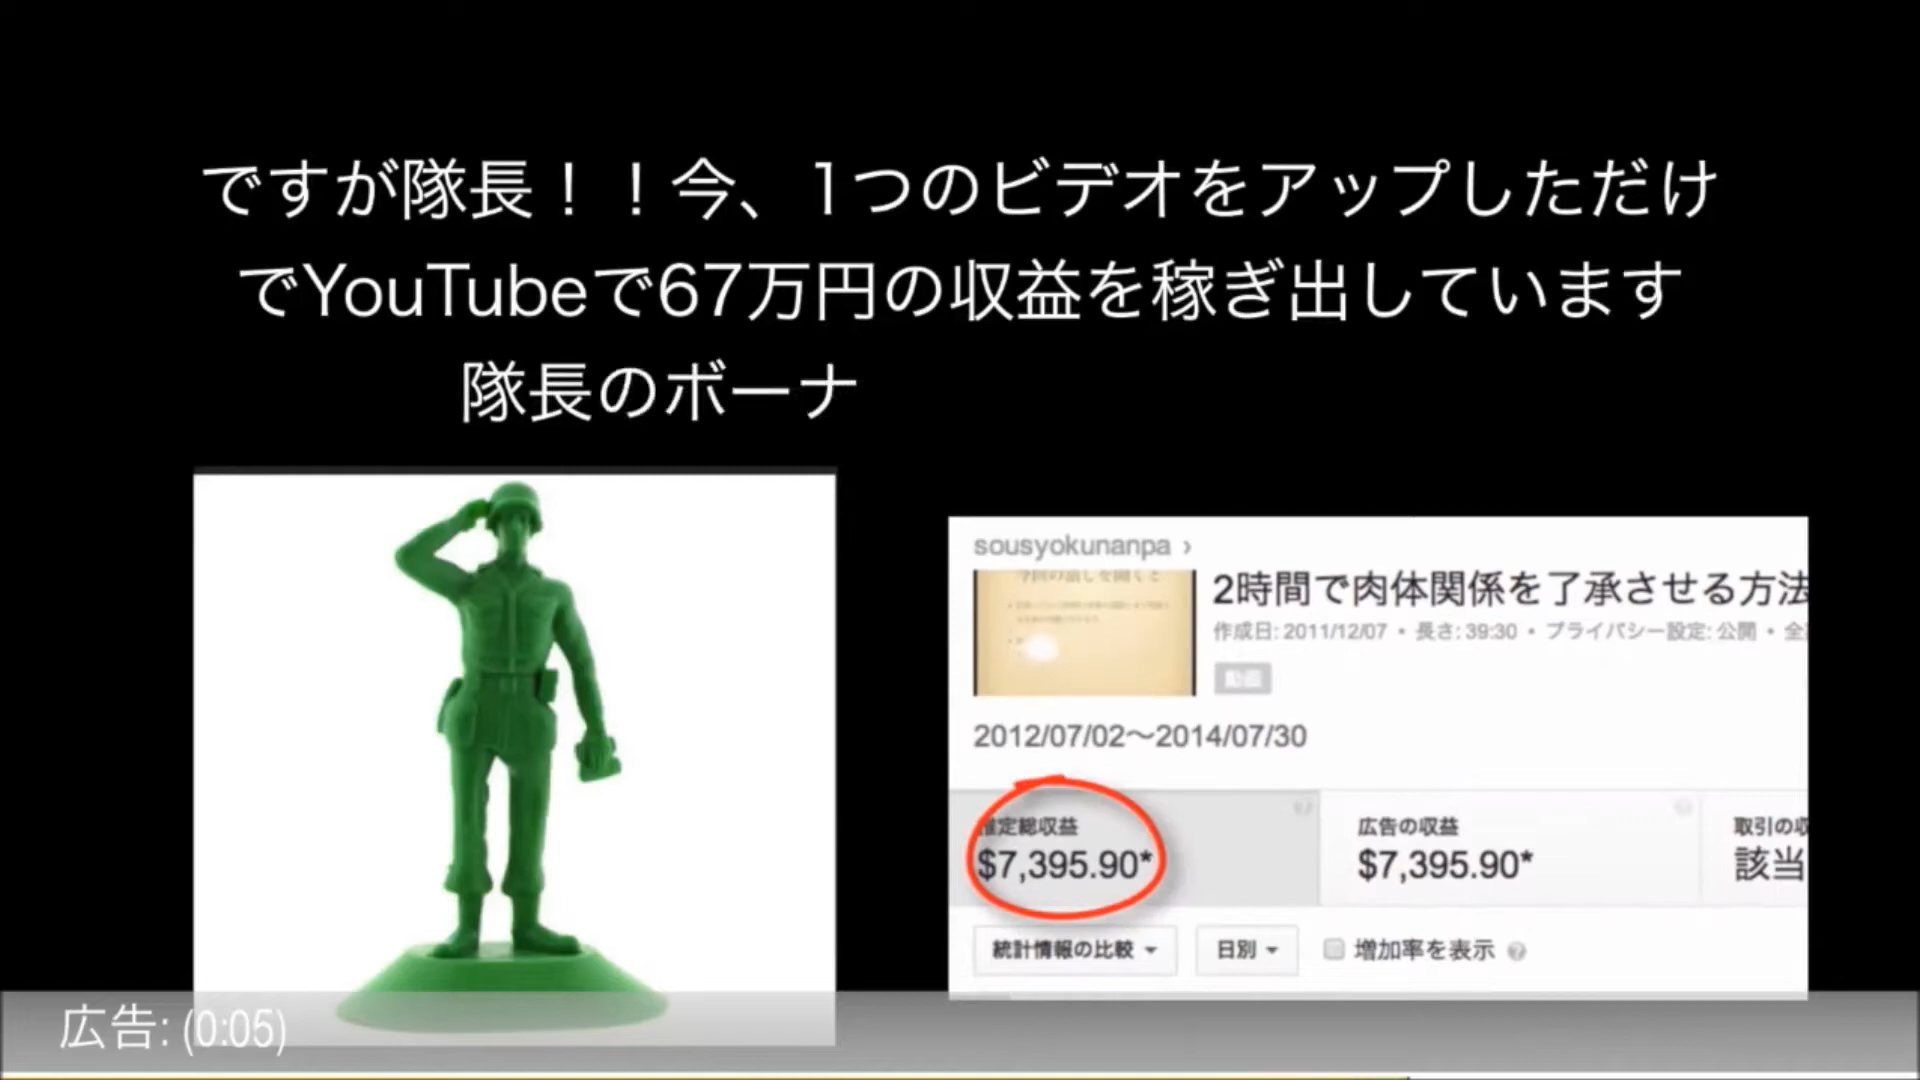 ですが隊長！！今、1つのビデオをアップしただけ
でYouTubeで67万円の収益を稼ぎ出しています
隊長のボーナ
sousyokunanpa ›
2時間で肉体関係を了承させる方法
作成日: 2011/12/07 • 長さ: 39:30 • プライバシー設定: 公開 •
動画
2012/07/02〜2014/07/30
推定総収益
$7,395.90*
広告の収益
$7,395.90*
取引の収
該当
統計情報の比較
日別
増加率を表示
広告: (0:05)